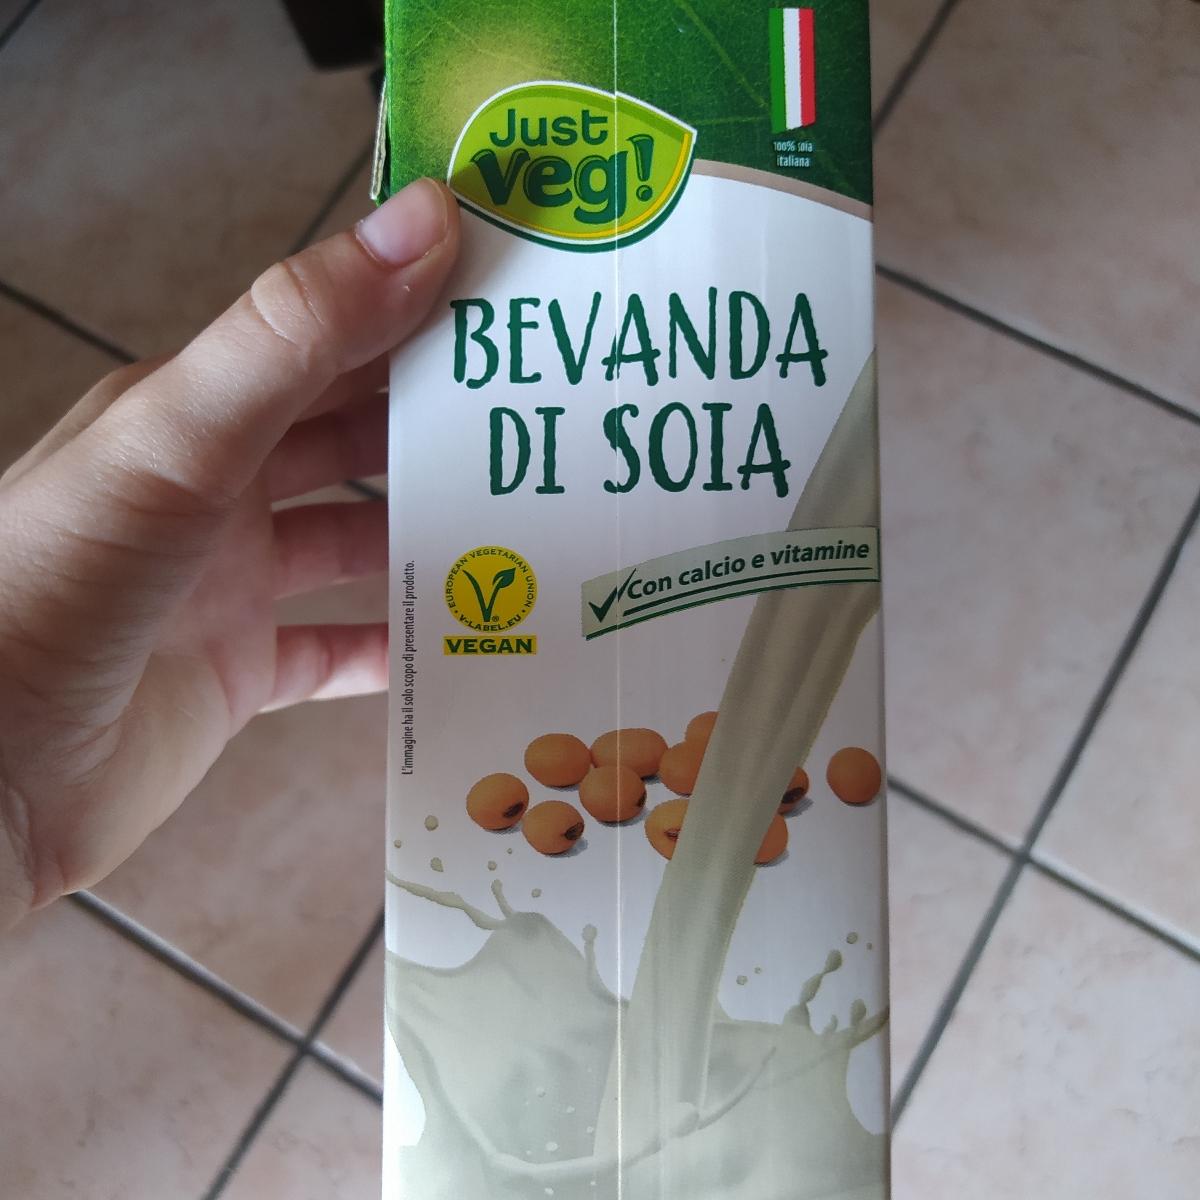 Just
Veg!
100% soia
italiana
BEVANDA
DI SOIA
EUROPEAN VEGETARIAN UNION
V-LABEL.EU
VEGAN
Con calcio e vitamine
L'immagine ha il solo scopo di presentare il prodotto.